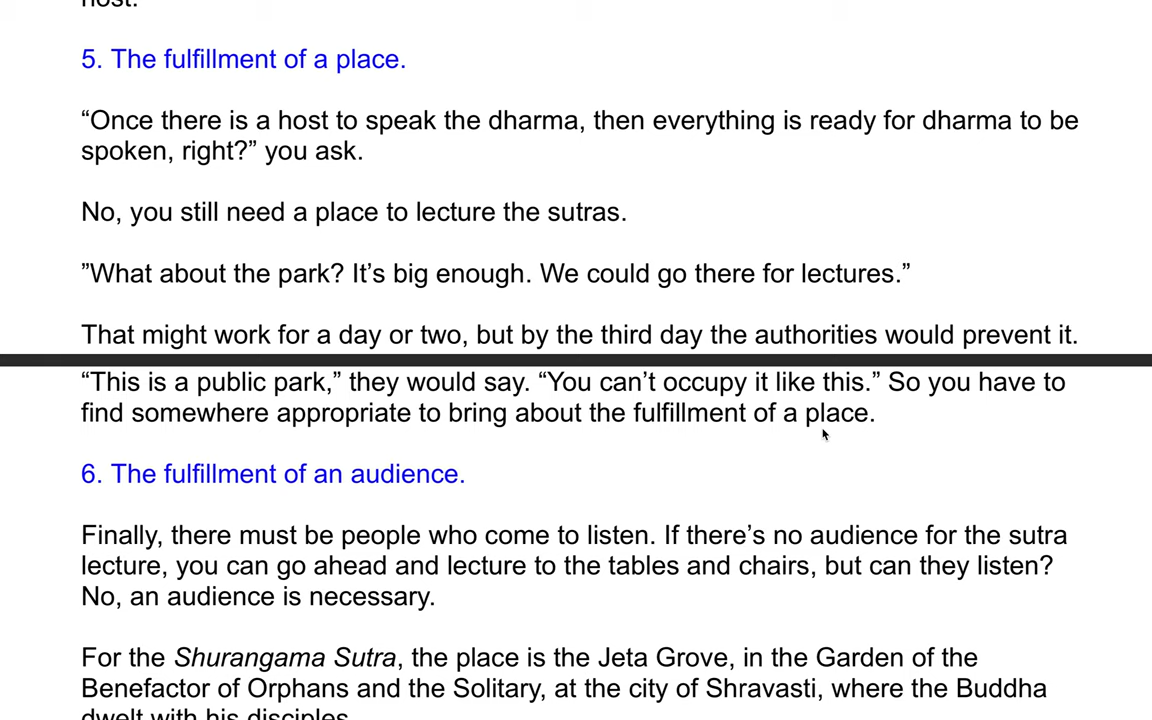 host.
5. The fulfillment of a place.
“Once there is a host to speak the dharma, then everything is ready for dharma to be
spoken, right?” you ask.
No, you still need a place to lecture the sutras.
”What about the park? It’s big enough. We could go there for lectures.”
That might work for a day or two, but by the third day the authorities would prevent it.
“This is a public park,” they would say. “You can’t occupy it like this.” So you have to
find somewhere appropriate to bring about the fulfillment of a place.
6. The fulfillment of an audience.
Finally, there must be people who come to listen. If there’s no audience for the sutra
lecture, you can go ahead and lecture to the tables and chairs, but can they listen?
No, an audience is necessary.
For the Shurangama Sutra, the place is the Jeta Grove, in the Garden of the
Benefactor of Orphans and the Solitary, at the city of Shravasti, where the Buddha
dwelt with his disciples.